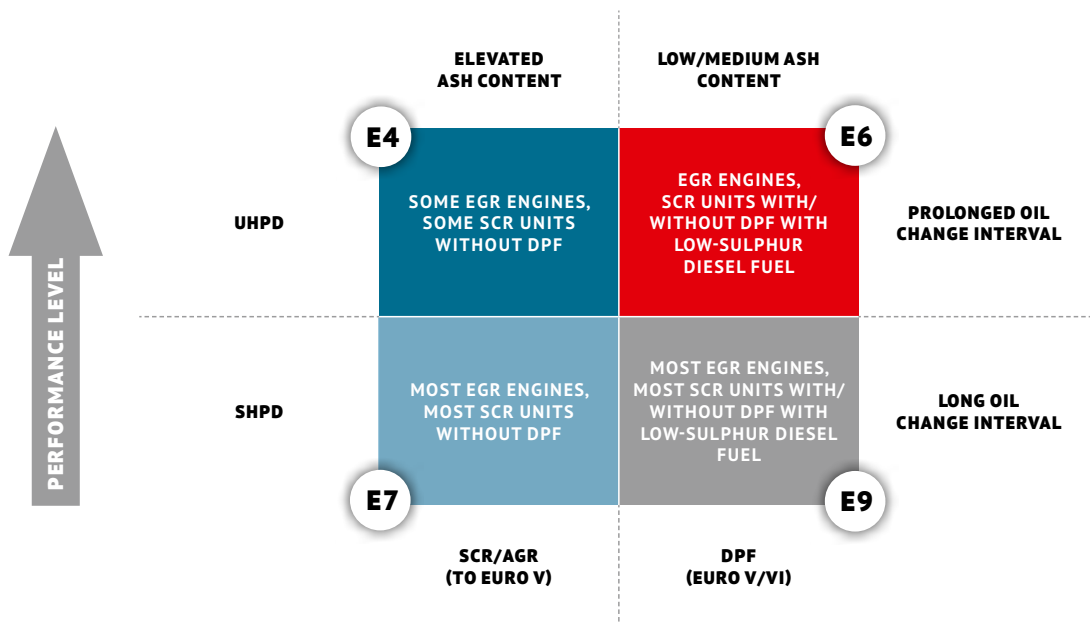 ELEVATED
ASH CONTENT
LOW/MEDIUM ASH
CONTENT
E4
E6
PERFORMANCE LEVEL
UHPD
SOME EGR ENGINES,
SOME SCR UNITS
WITHOUT DPF
EGR ENGINES,
SCR UNITS WITH/
WITHOUT DPF WITH
LOW-SULPHUR
DIESEL FUEL
PROLONGED OIL
CHANGE INTERVAL
SHPD
MOST EGR ENGINES,
MOST SCR UNITS
WITHOUT DPF
MOST EGR ENGINES,
MOST SCR UNITS WITH/
WITHOUT DPF WITH
LOW-SULPHUR DIESEL
FUEL
LONG OIL
CHANGE INTERVAL
E7
E9
SCR/AGR
(TO EURO V)
DPF
(EURO V/VI)